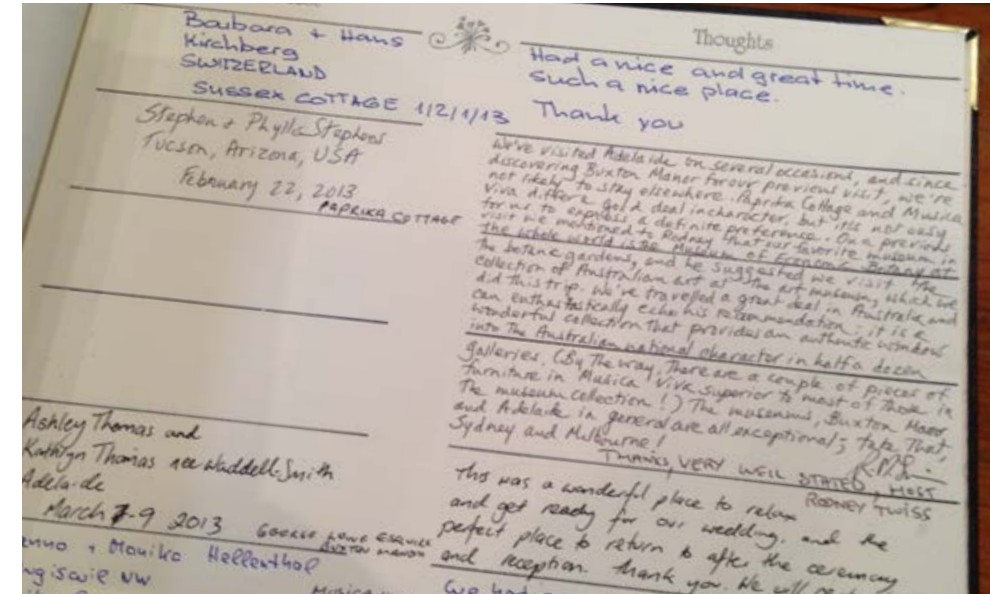 Thoughts
Barbara + Hans
Kirchberg
SWITZERLAND
SUSSEX COTTAGE 1/2/1/13
Had a nice and great time.
Such a nice place.
Thank you
Stephen + Phyllis Stephens
Tucson, Arizona, USA
February 22, 2013
PAPRIKA COTTAGE
We've visited Adelaide on several occasions, and since
discovering Buxton Manor for our previous visit, we're
not likely to stay elsewhere. Paprika Cottage and Musica
Viva differ a good deal in character, but it's not easy
for us to express a definite preference. On a previous
visit we mentioned to Rodney that our favorite museum in
the whole world is the Museum of Economic Botany at
the botanic gardens, and he suggested we visit the
collection of Australian art at the art museum, which we
did this trip. We've travelled a great deal in Australia and
can enthusiastically echo his recommendation: it is a
wonderful collection that provides an authentic window
into the Australian national character in half a dozen
galleries. (By the way, there are a couple of pieces of
furniture in Musica Viva superior to most of those in
the museum collection!) The museums, Buxton Manor
and Adelaide in general are all exceptional; take that,
Sydney and Melbourne!
THANKS, VERY WELL STATED, MOST
RODNEY TWISS
Ashley Thomas and
Kathryn Thomas nee Waddell-Smith
Adelaide
March 7-9 2013
BUXTON MANOR
This was a wonderful place to relax
and get ready for our wedding, and the
perfect place to return to after the ceremony
and reception. Thank you. We will
+ Monika Hellenthal
NW
We had